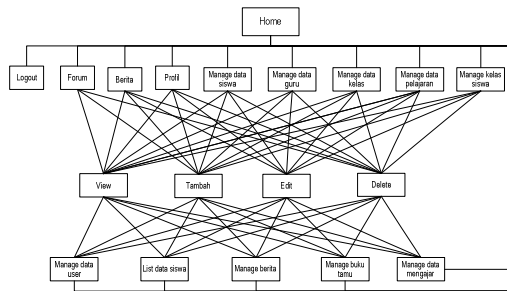 Home
Logout
Forum
Berita
Profil
Manage data
siswa
Manage data
guru
Manage data
kelas
Manage data
pelajaran
Manage kelas
siswa
View
Tambah
Edit
Delete
Manage data
user
List data siswa
Manage berita
Manage buku
tamu
Manage data
mengajar